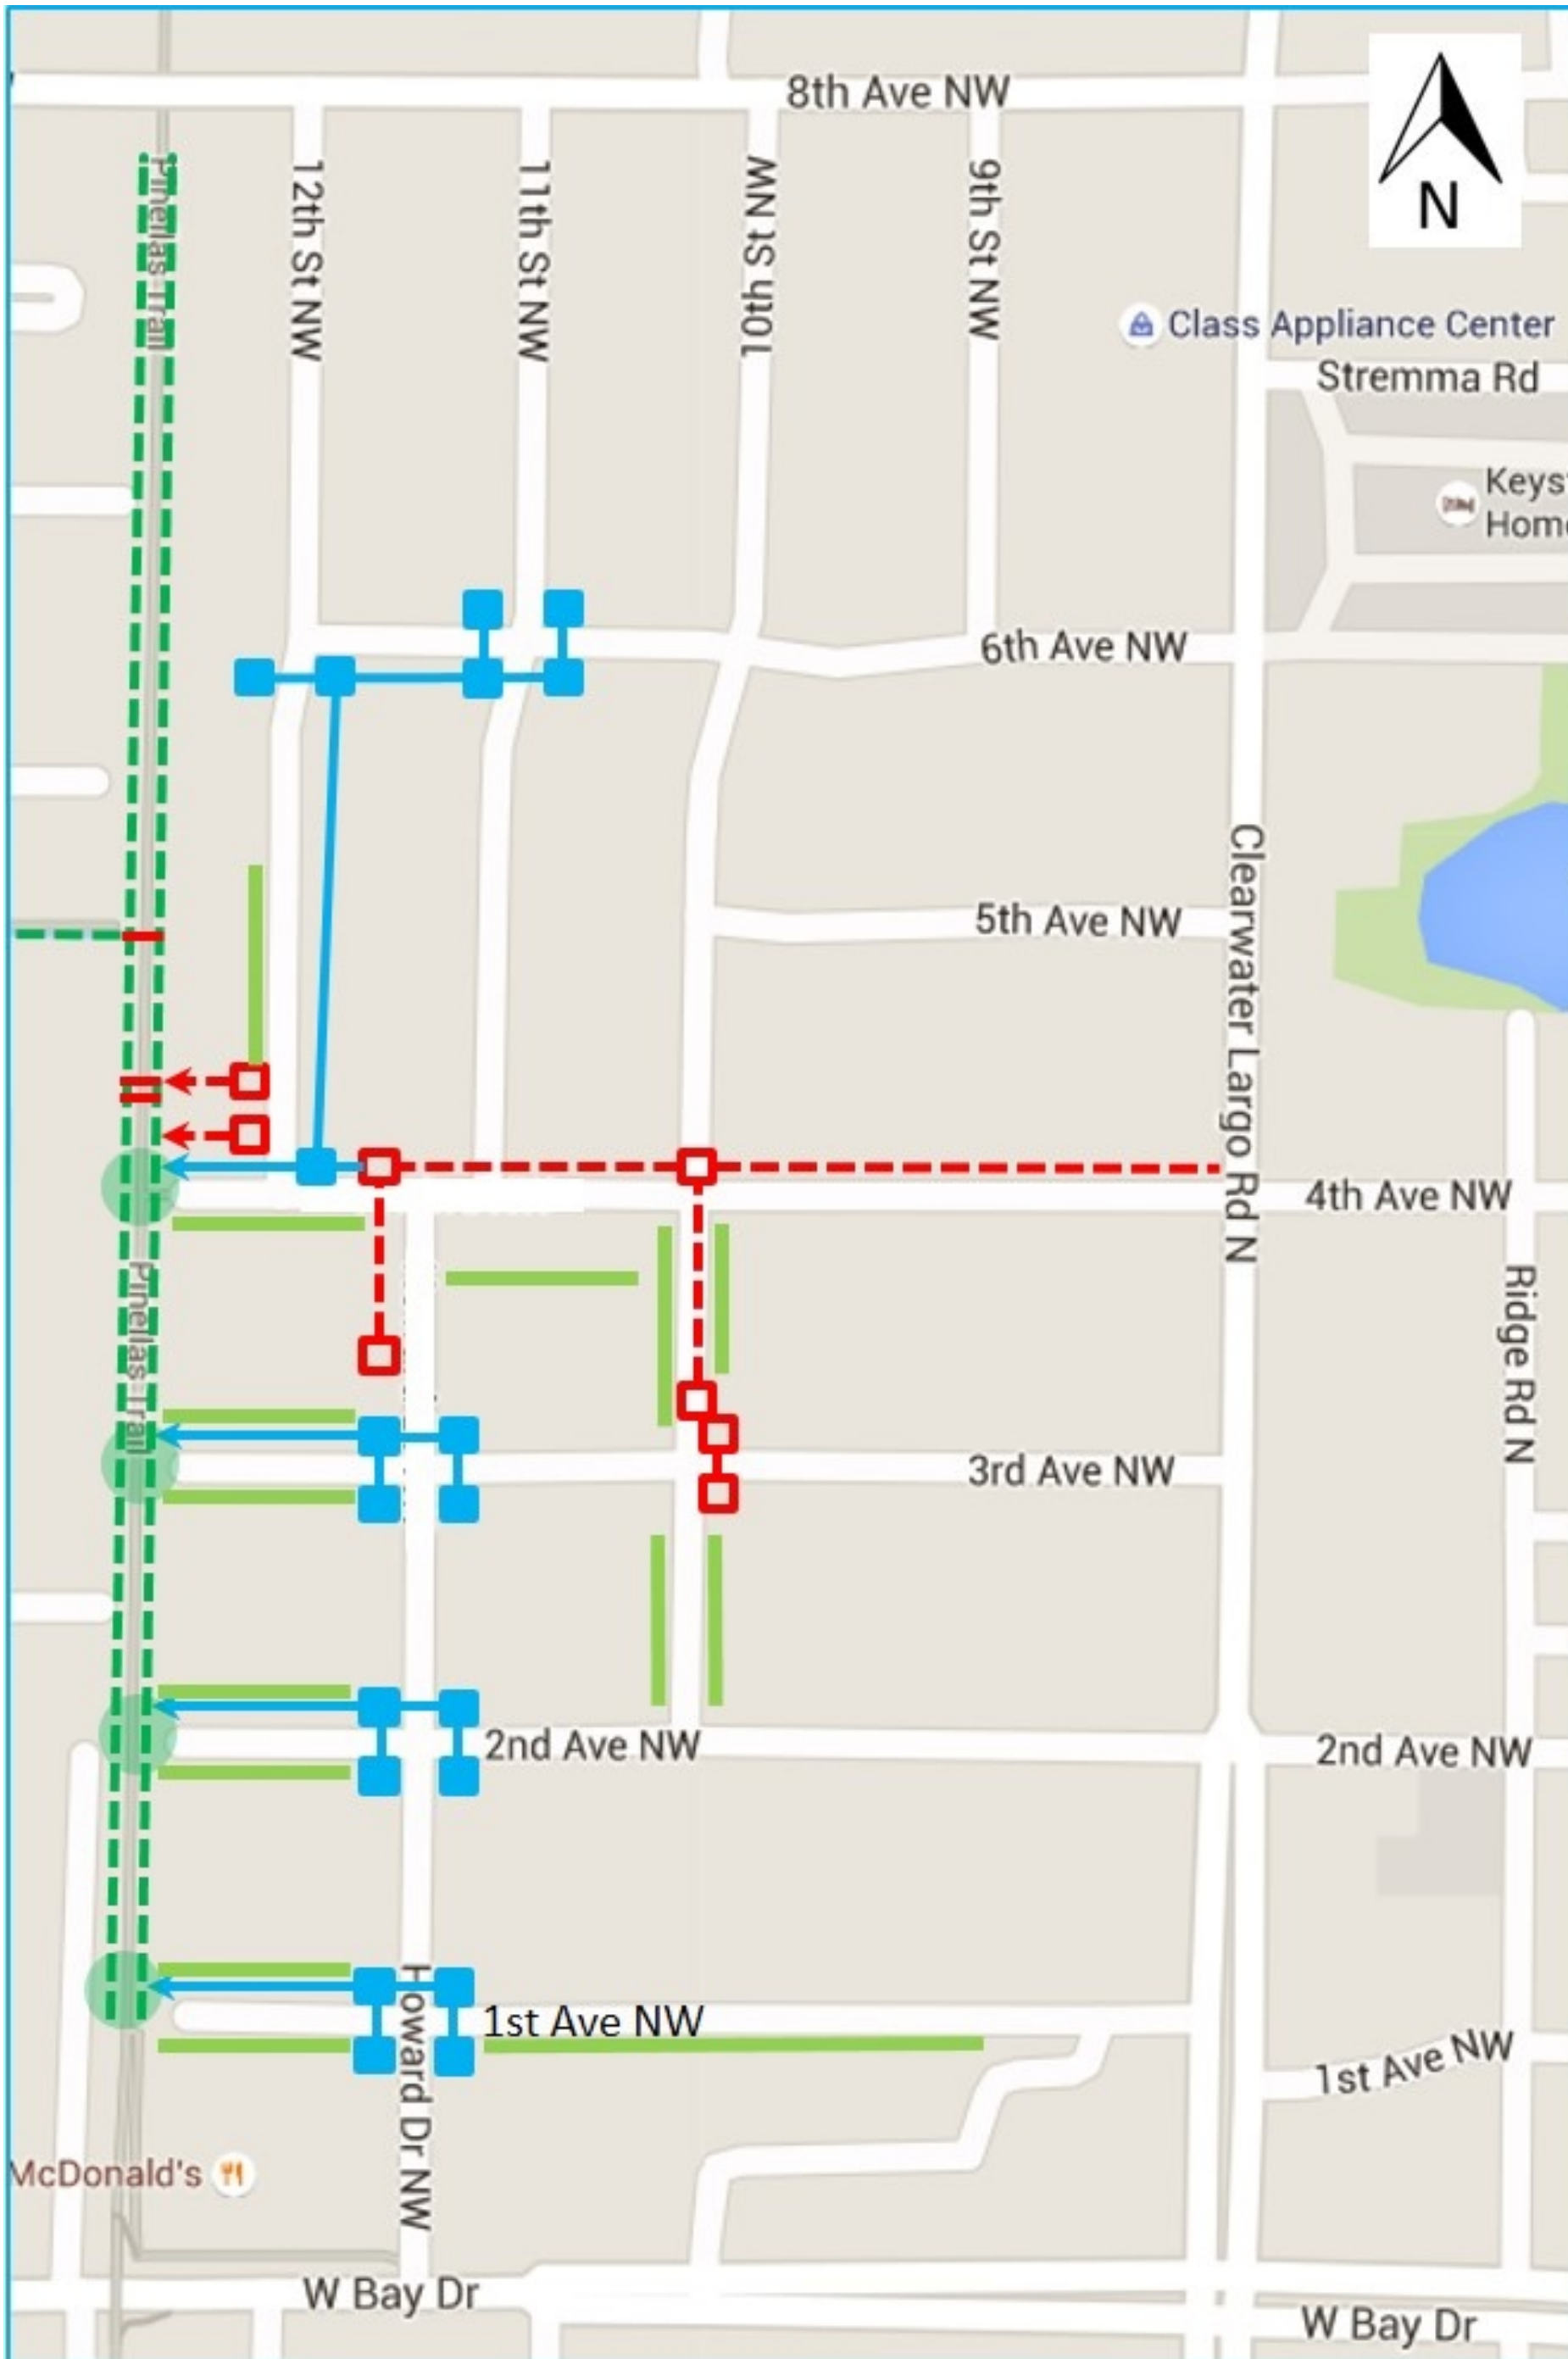 8th Ave NW
N
Pinellas Trail
12th St NW
11th St NW
10th St NW
9th St NW
Class Appliance Center
Stremma Rd
Keys
Home
6th Ave NW
Clearwater Largo Rd N
5th Ave NW
4th Ave NW
Pinellas Trail
Ridge Rd N
3rd Ave NW
2nd Ave NW
2nd Ave NW
Howard Dr NW
1st Ave NW
1st Ave NW
McDonald's
W Bay Dr
W Bay Dr